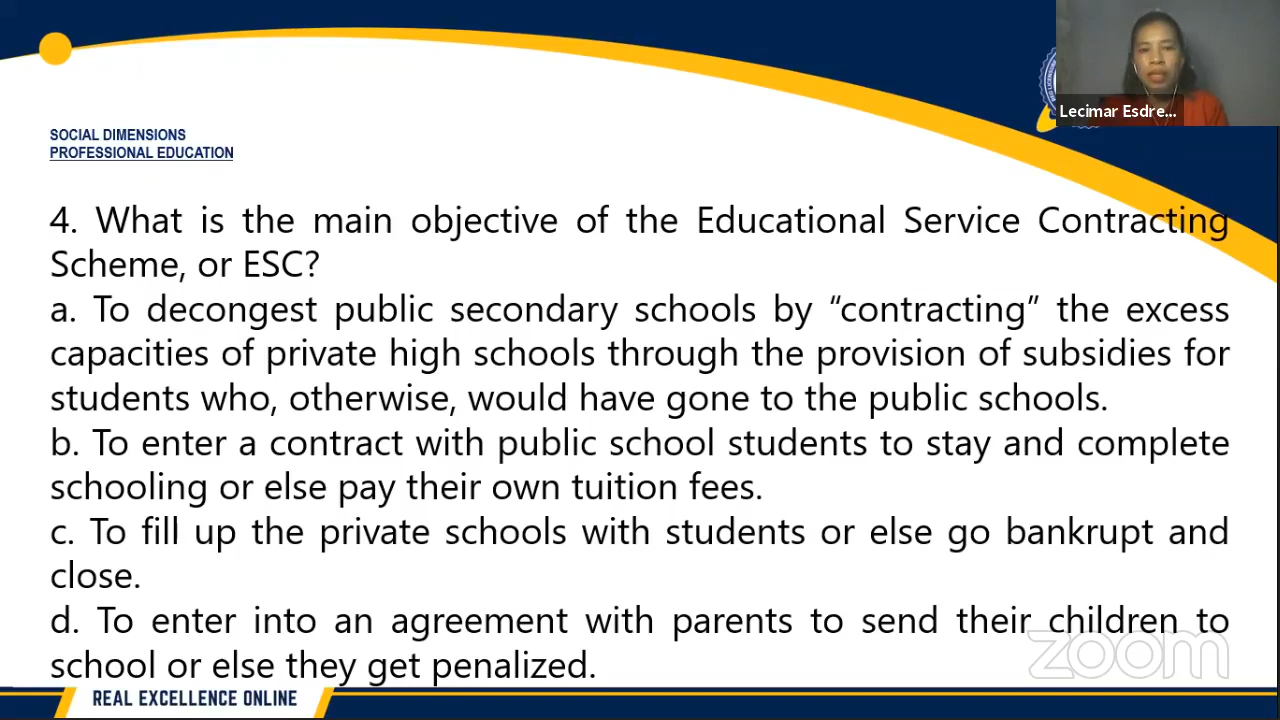 Lecimar Esdre...
SOCIAL DIMENSIONS
PROFESSIONAL EDUCATION
4. What is the main objective of the Educational Service Contracting
Scheme, or ESC?
a. To decongest public secondary schools by “contracting” the excess
capacities of private high schools through the provision of subsidies for
students who, otherwise, would have gone to the public schools.
b. To enter a contract with public school students to stay and complete
schooling or else pay their own tuition fees.
c. To fill up the private schools with students or else go bankrupt and
close.
d. To enter into an agreement with parents to send their children to
school or else they get penalized.
zoom
REAL EXCELLENCE ONLINE